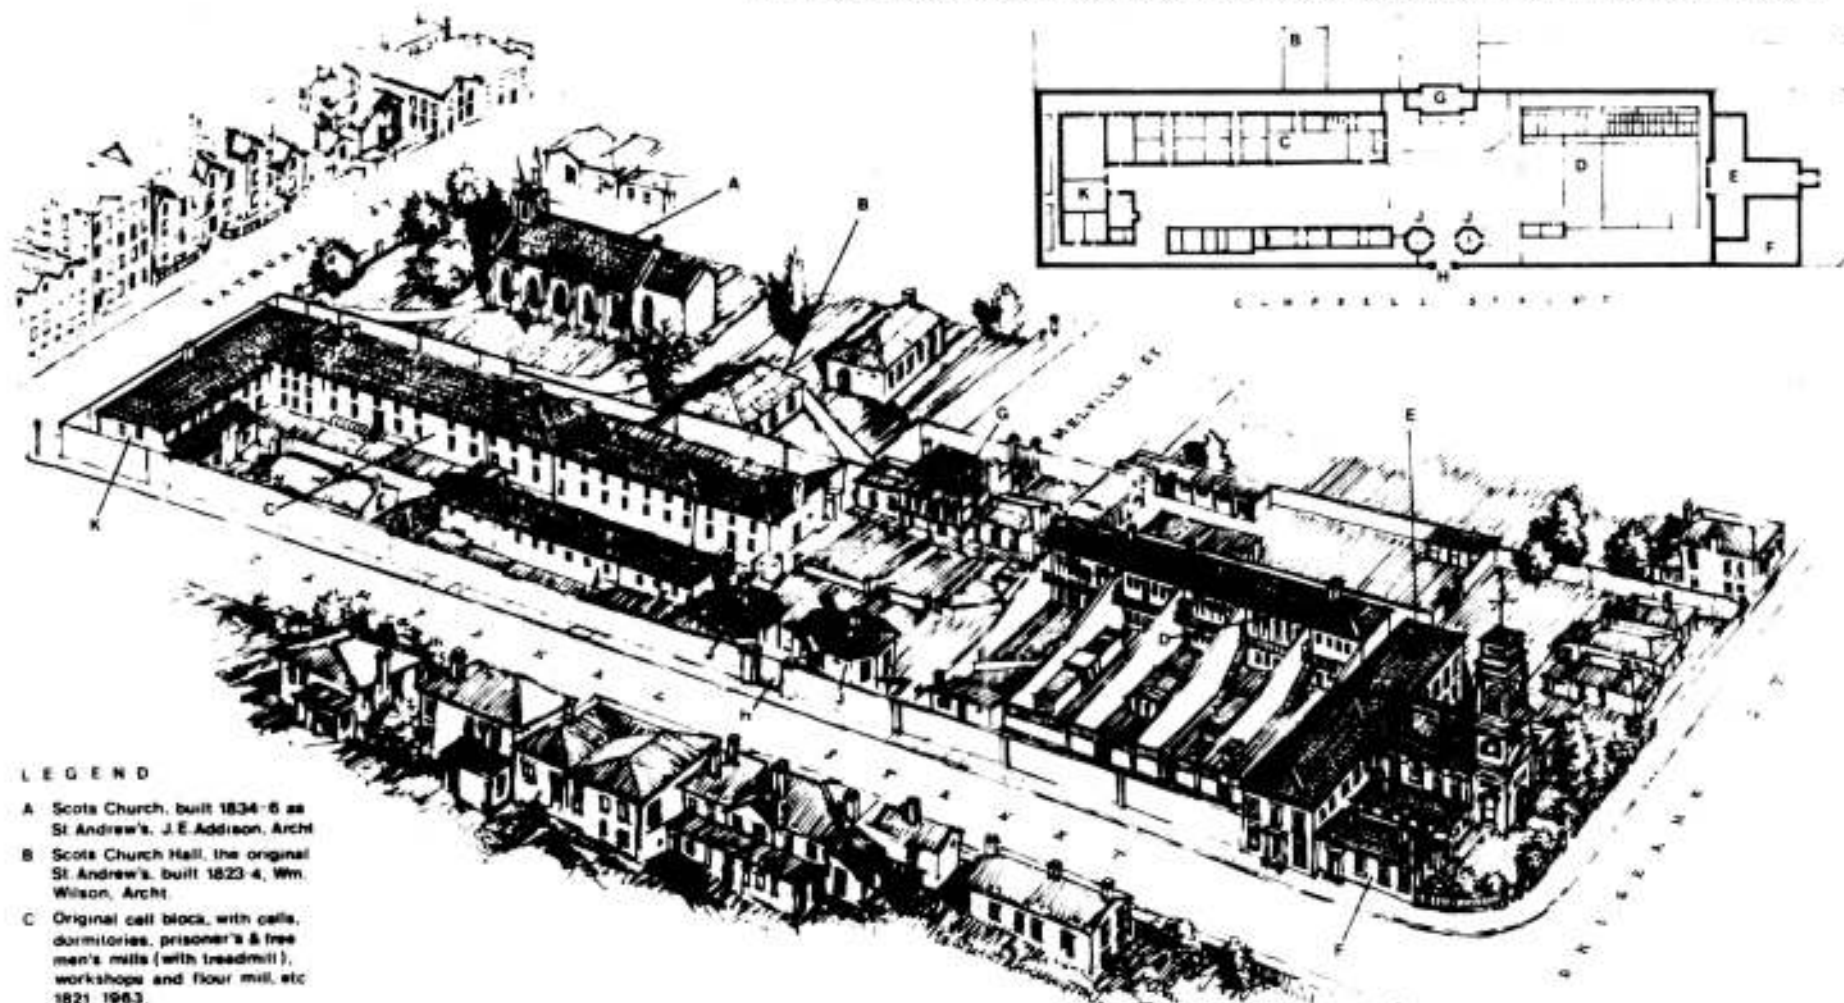 B
G
C
D
E
K
J J
F
H
A
B
MELVILLE ST.
G
E
K
C
D
J
H
F
LEGEND
A Scots Church, built 1834-6 as
St Andrew's. J.E.Addison, Archt
B Scots Church Hall, the original
St. Andrew's. built 1823-4, Wm.
Wilson, Archt.
C Original cell block, with cells,
dormitories, prisoner's & free
men's mills (with treadmill),
workshops and flour mill, etc
1821 1963.